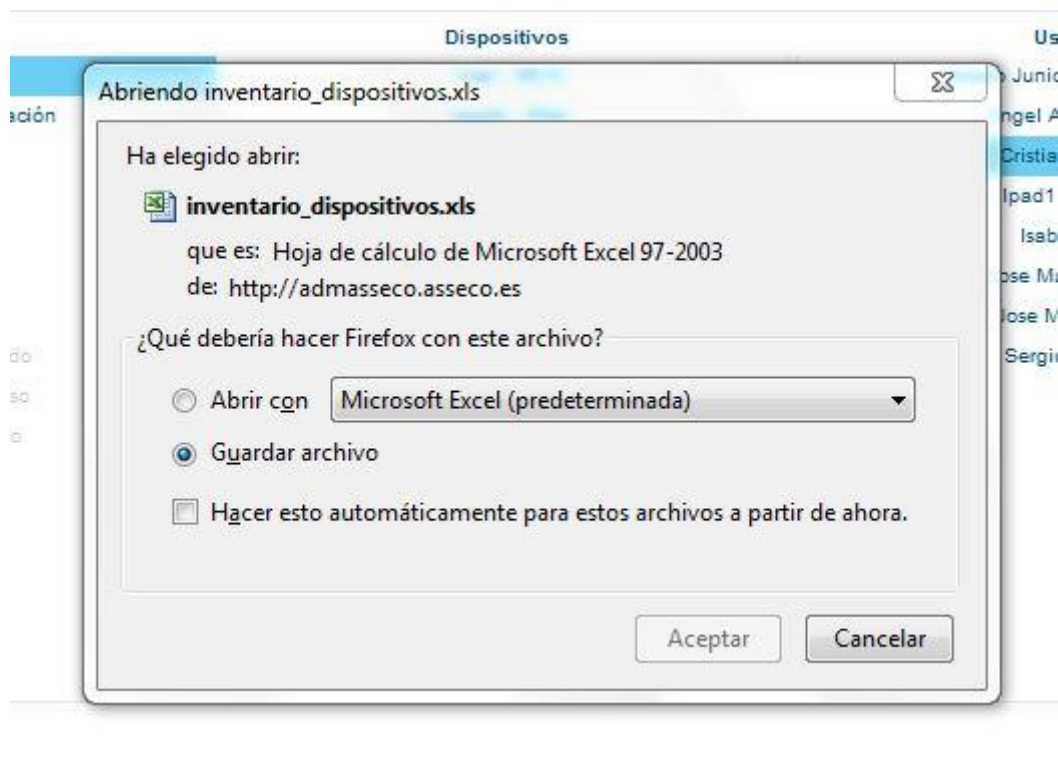 Dispositivos
Abriendo inventario_dispositivos.xls
Ha elegido abrir:
inventario_dispositivos.xls
que es: Hoja de cálculo de Microsoft Excel 97-2003
de: http://admasseco.asseco.es
¿Qué debería hacer Firefox con este archivo?
Abrir con Microsoft Excel (predeterminada)
Guardar archivo
Hacer esto automáticamente para estos archivos a partir de ahora.
Aceptar Cancelar
Ipad1